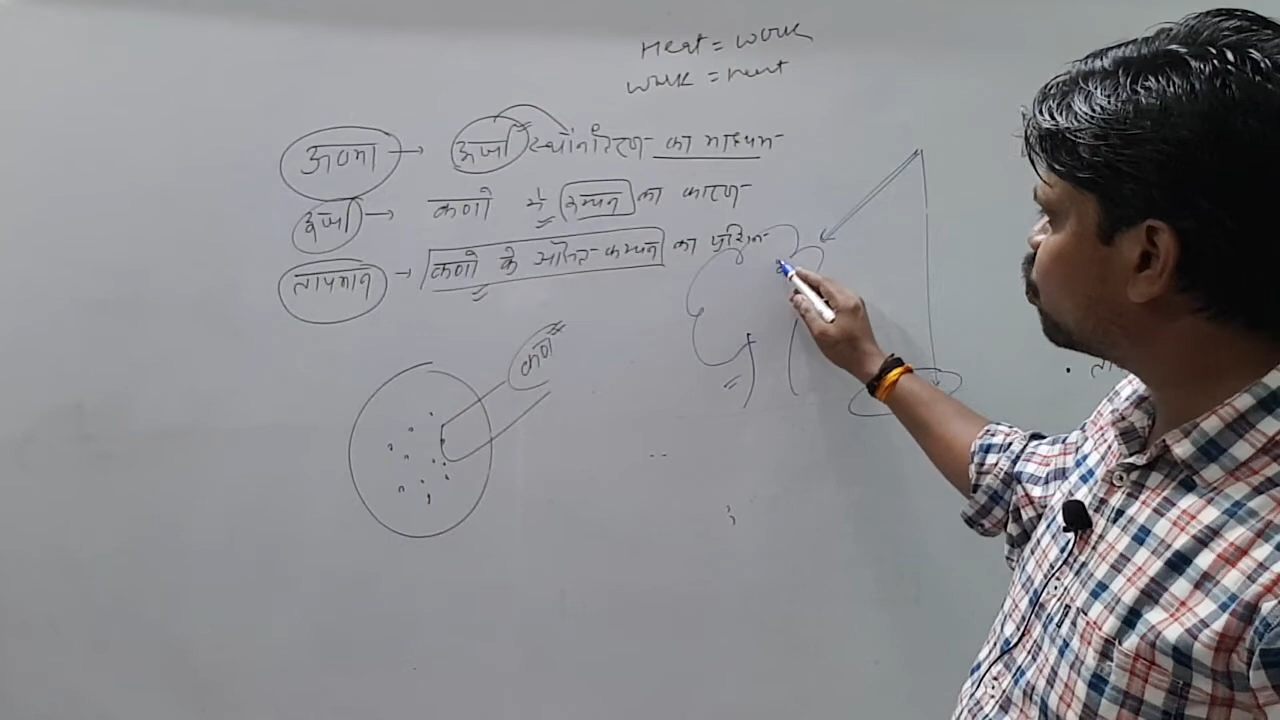 Heat = work
work = heat
ऊष्मा → ऊर्जा स्थानांतरण का माध्यम
ऊर्जा → कणो मे कम्पन का कारण
तापमान → कणो के औसत कम्पन का
कण